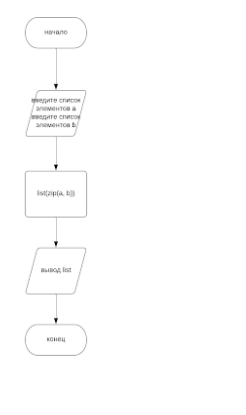 начало
введите список
элементов a
введите список
элементов b
list(zip(a, b))
вывод list
конец